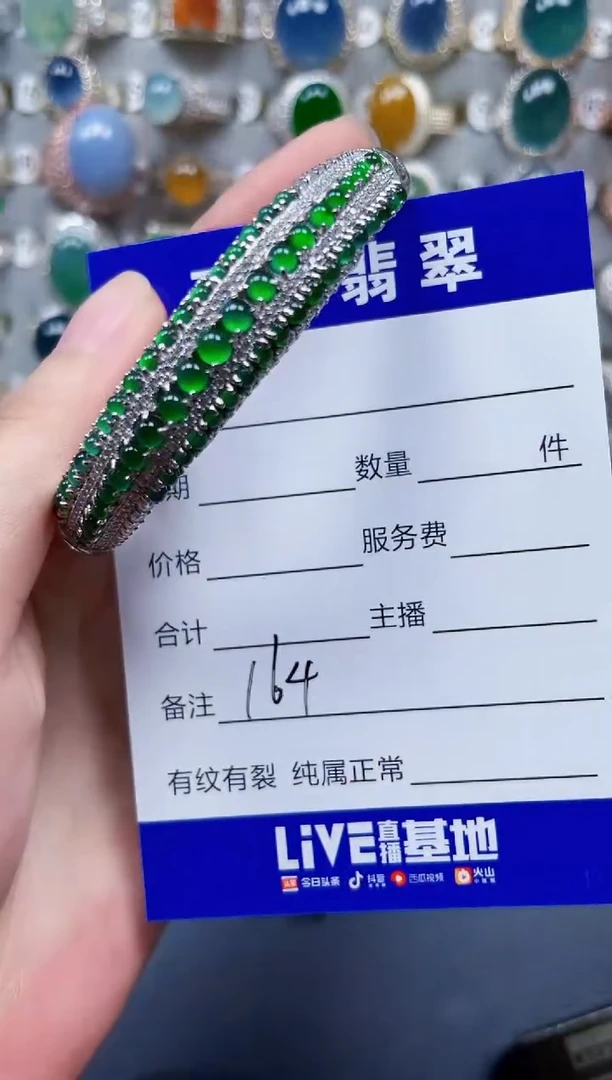 翡翠
期 数量 件
价格 服务费
合计 主播
备注 164
有纹有裂 纯属正常
LiVE直播基地
头条 今日头条 抖音 西瓜视频 火山